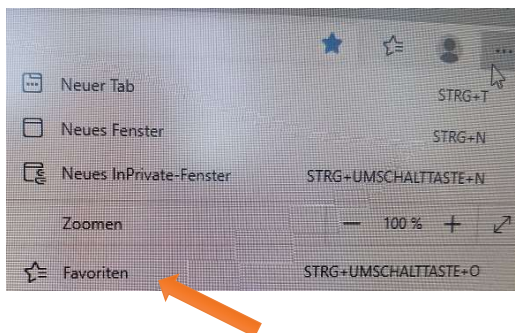 Neuer Tab STRG+T
Neues Fenster STRG+N
Neues InPrivate-Fenster STRG+UMSCHALTTASTE+N
Zoomen — 100 % +
Favoriten STRG+UMSCHALTTASTE+O